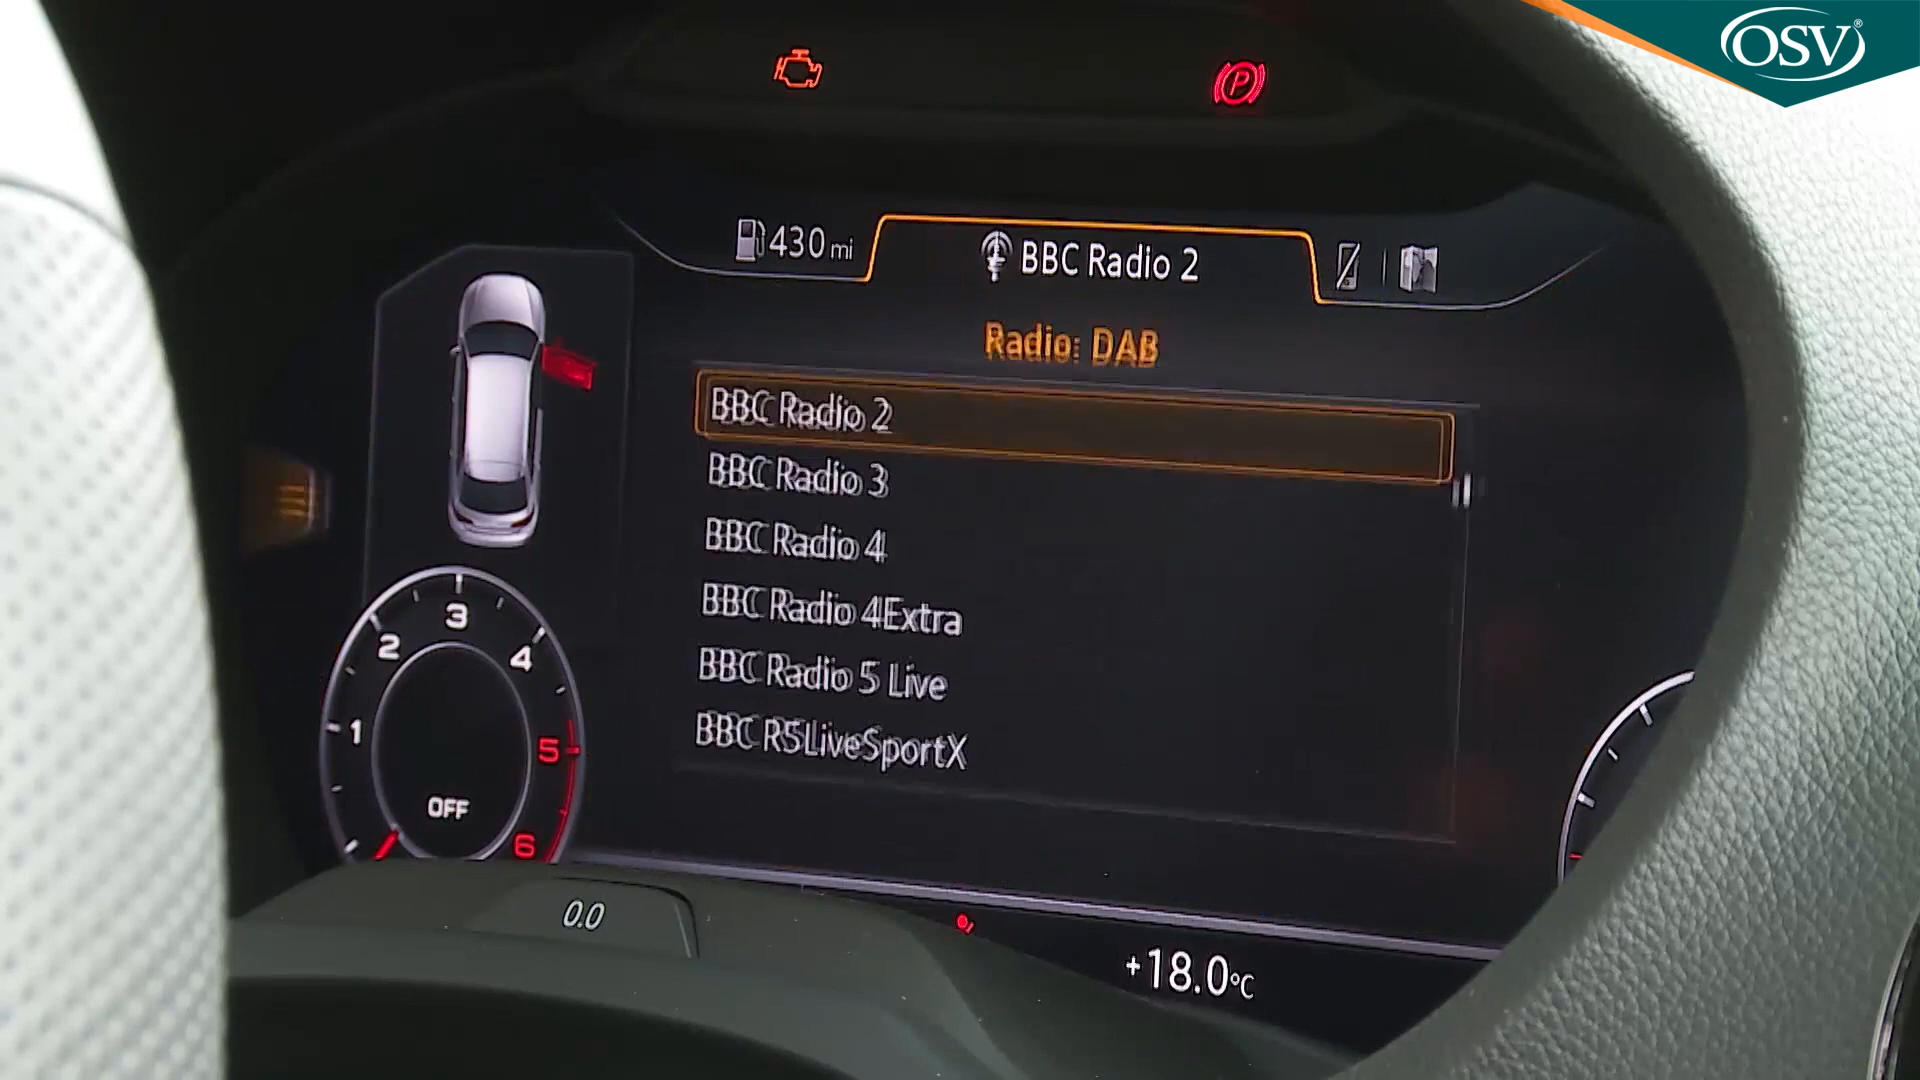 OSV®
P
430 mi
BBC Radio 2
Radio: DAB
BBC Radio 2
BBC Radio 3
BBC Radio 4
BBC Radio 4Extra
BBC Radio 5 Live
BBC R5LiveSportX
1
2
3
4
5
6
OFF
0.0
+18.0°C